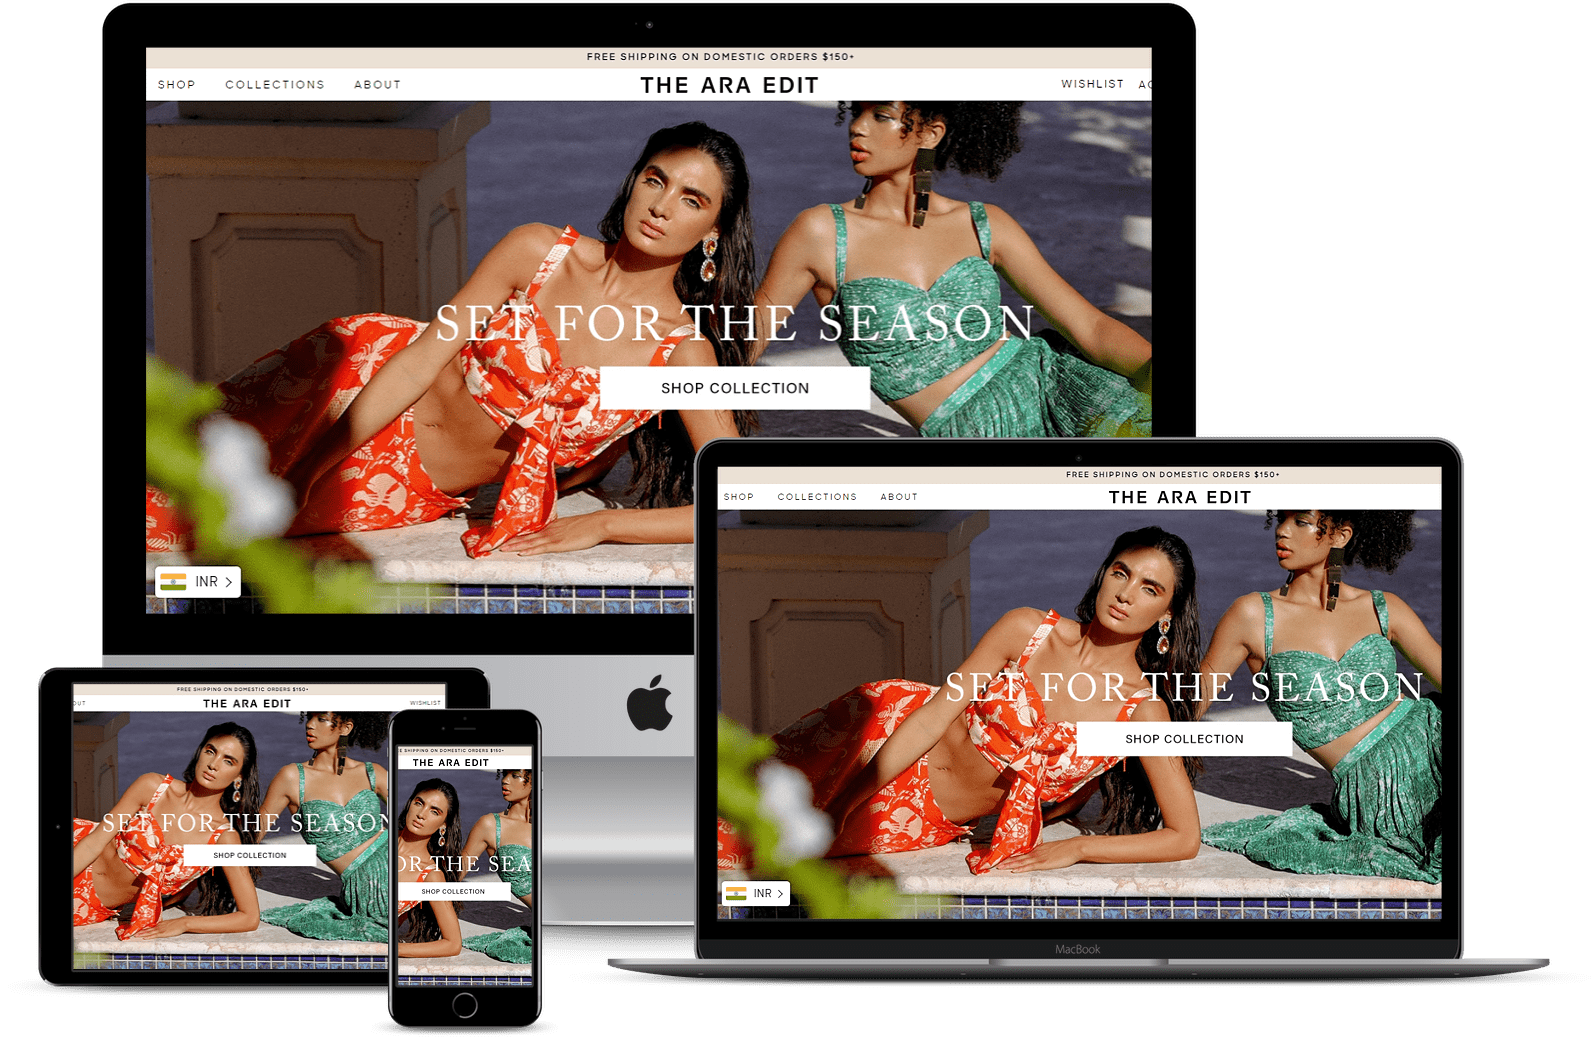 FREE SHIPPING ON DOMESTIC ORDERS $150+
SHOP COLLECTIONS ABOUT THE ARA EDIT WISHLIST AC
SET FOR THE SEASON
SHOP COLLECTION
INR >
FREE SHIPPING ON DOMESTIC ORDERS $150+
SHOP COLLECTIONS ABOUT THE ARA EDIT
SET FOR THE SEASON
SHOP COLLECTION
INR >
MacBook
FREE SHIPPING ON DOMESTIC ORDERS $150+
OUT THE ARA EDIT WISHLIST
SET FOR THE SEASON
SHOP COLLECTION
E SHIPPING ON DOMESTIC ORDERS $150+
THE ARA EDIT
OR THE SEA
SHOP COLLECTION